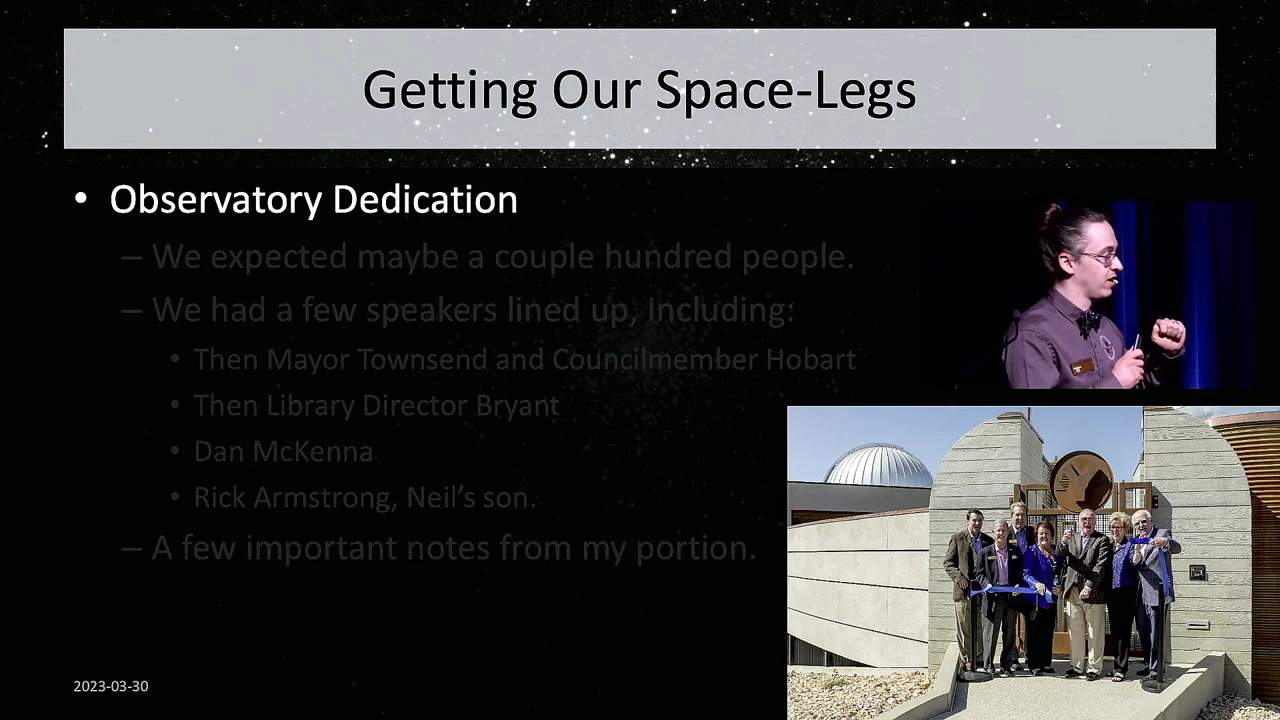 Getting Our Space-Legs
• Observatory Dedication
– We expected maybe a couple hundred people.
– We had a few speakers lined up, Including:
• Then Mayor Townsend and Councilmember Hobart
• Then Library Director Bryant
• Dan McKenna
• Rick Armstrong, Neil’s son.
– A few important notes from my portion.
2023-03-30